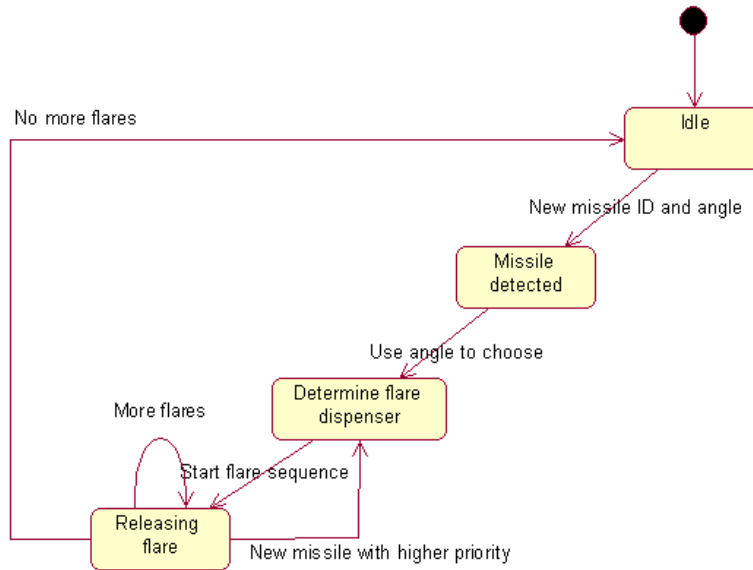 No more flares
Idle
New missile ID and angle
Missile
detected
Use angle to choose
Determine flare
dispenser
More flares
Start flare sequence
Releasing
flare
New missile with higher priority